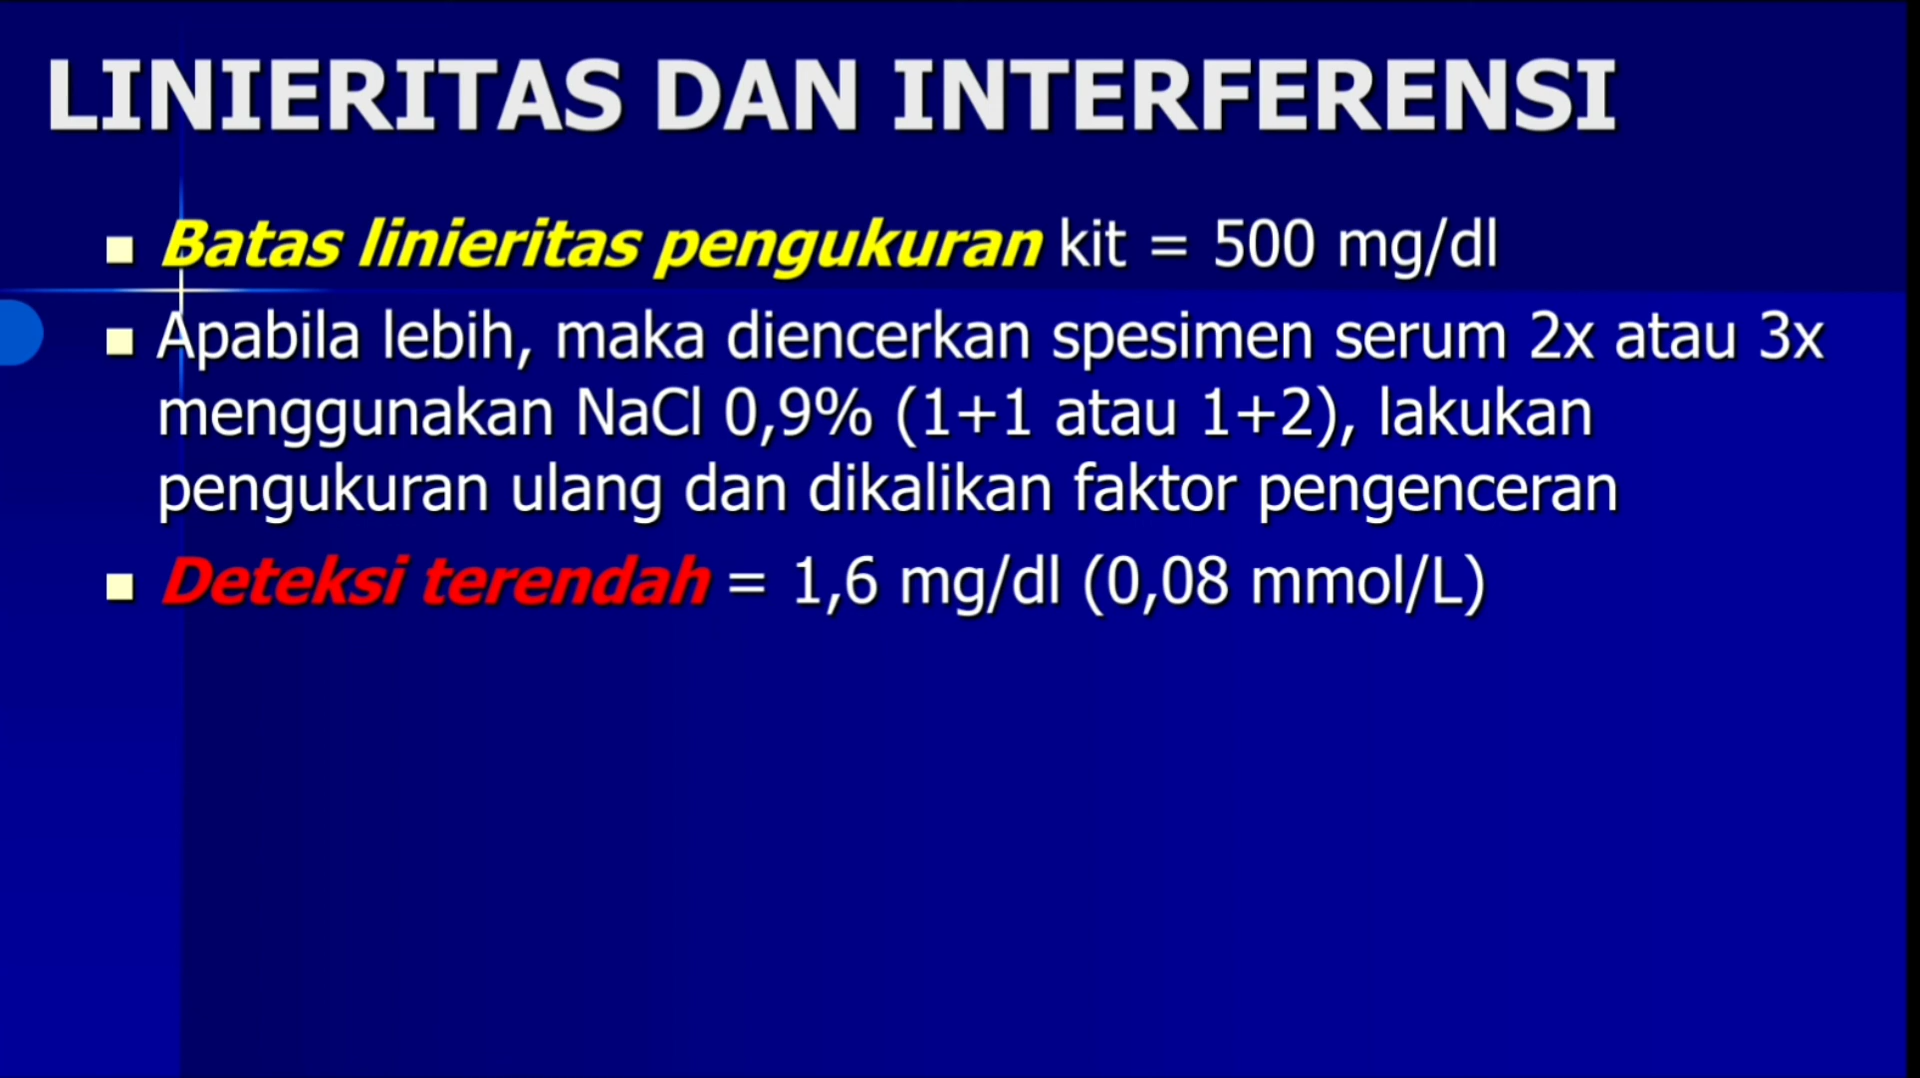 LINIERITAS DAN INTERFERENSI
Batas linieritas pengukuran kit = 500 mg/dl
Apabila lebih, maka diencerkan spesimen serum 2x atau 3x
menggunakan NaCl 0,9% (1+1 atau 1+2), lakukan
pengukuran ulang dan dikalikan faktor pengenceran
Deteksi terendah = 1,6 mg/dl (0,08 mmol/L)